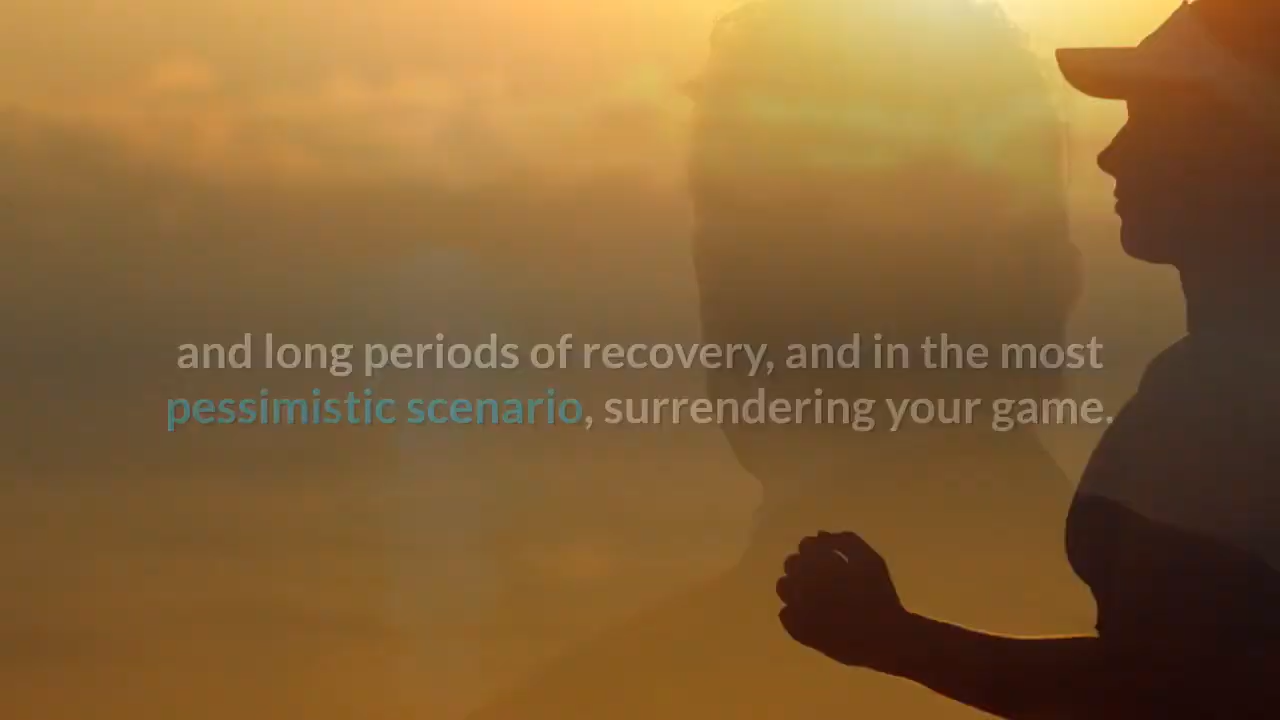 and long periods of recovery, and in the most
pessimistic scenario, surrendering your game.